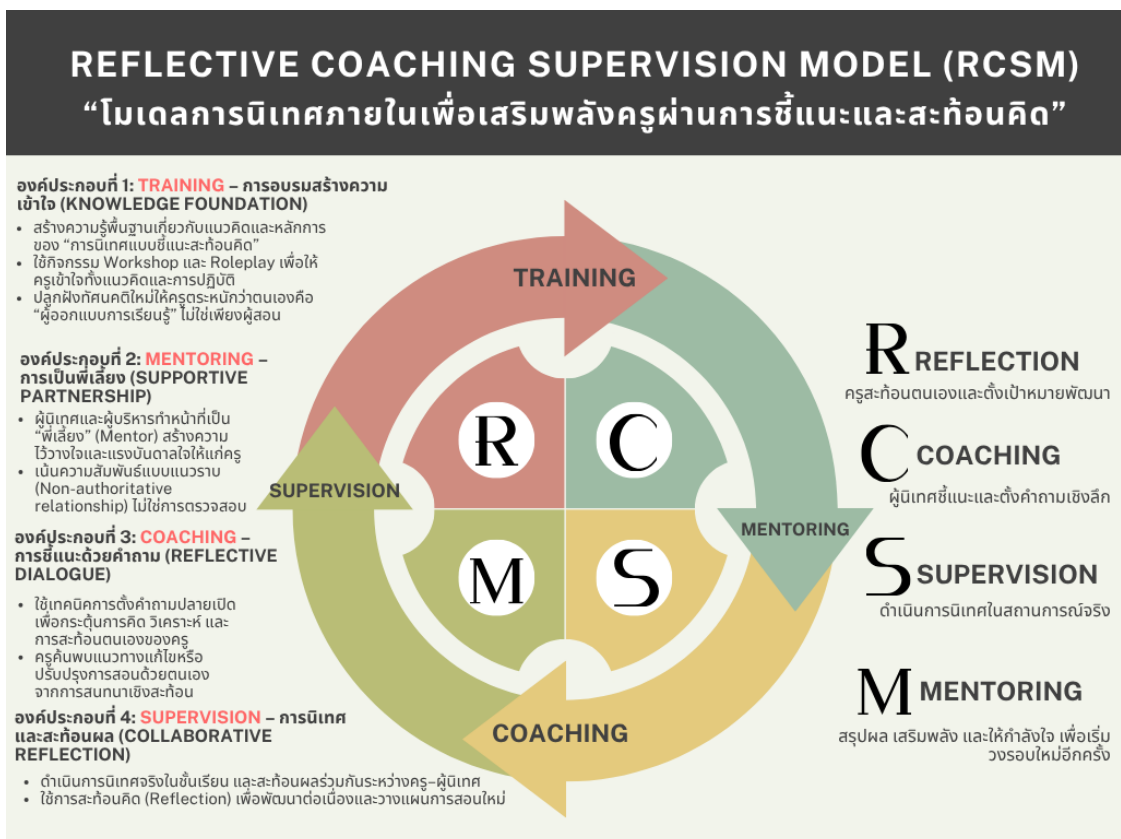 REFLECTIVE COACHING SUPERVISION MODEL (RCSM)
“โมเดลการนิเทศภายในเพื่อเสริมพลังครูผ่านการชี้แนะและสะท้อนคิด”
องค์ประกอบที่ 1: TRAINING – การอบรมสร้างความ
เข้าใจ (KNOWLEDGE FOUNDATION)
• สร้างความรู้พื้นฐานเกี่ยวกับแนวคิดและหลักการ
ของ “การนิเทศแบบชี้แนะสะท้อนคิด”
• ใช้กิจกรรม Workshop และ Roleplay เพื่อให้
ครูเข้าใจทั้งแนวคิดและการปฏิบัติ
• ปลูกฝังทัศนคติใหม่ให้ครูตระหนักว่าตนเองคือ
“ผู้ออกแบบการเรียนรู้” ไม่ใช่เพียงผู้สอน
องค์ประกอบที่ 2: MENTORING –
การเป็นพี่เลี้ยง (SUPPORTIVE
PARTNERSHIP)
• ผู้นิเทศและผู้บริหารทำหน้าที่เป็น
“พี่เลี้ยง” (Mentor) สร้างความ
ไว้วางใจและแรงบันดาลใจให้แก่ครู
• เน้นความสัมพันธ์แบบแนวราบ
(Non-authoritative
relationship) ไม่ใช่การตรวจสอบ
องค์ประกอบที่ 3: COACHING –
การชี้แนะด้วยคำถาม (REFLECTIVE
DIALOGUE)
• ใช้เทคนิคการตั้งคำถามปลายเปิด
เพื่อกระตุ้นการคิด วิเคราะห์ และ
การสะท้อนตนเองของครู
• ครูค้นพบแนวทางแก้ไขหรือ
ปรับปรุงการสอนด้วยตนเอง
จากการสนทนาเชิงสะท้อน
องค์ประกอบที่ 4: SUPERVISION – การนิเทศ
และสะท้อนผล (COLLABORATIVE
REFLECTION)
• ดำเนินการนิเทศจริงในชั้นเรียน และสะท้อนผลร่วมกันระหว่างครู–ผู้นิเทศ
• ใช้การสะท้อนคิด (Reflection) เพื่อพัฒนาต่อเนื่องและวางแผนการสอนใหม่
TRAINING
MENTORING
COACHING
SUPERVISION
R
C
M
S
R REFLECTION
ครูสะท้อนตนเองและตั้งเป้าหมายพัฒนา
C COACHING
ผู้นิเทศชี้แนะและตั้งคำถามเชิงลึก
S SUPERVISION
ดำเนินการนิเทศในสถานการณ์จริง
M MENTORING
สรุปผล เสริมพลัง และให้กำลังใจ เพื่อเริ่ม
วงรอบใหม่อีกครั้ง